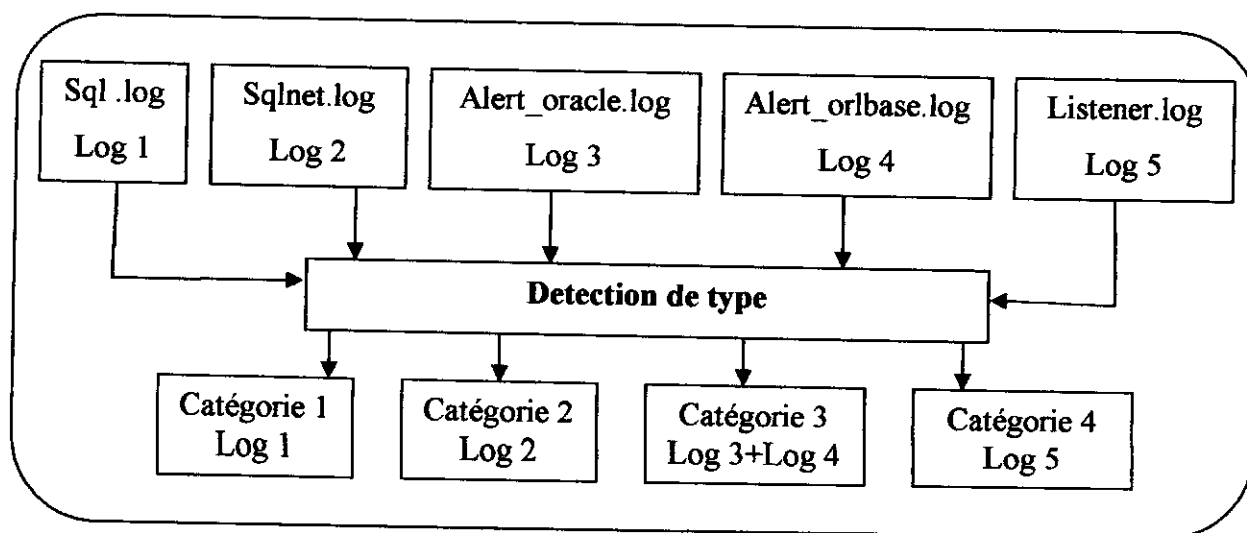 Sql .log
Log 1
Sqlnet.log
Log 2
Alert_oracle.log
Log 3
Alert_orlbase.log
Log 4
Listener.log
Log 5
Detection de type
Catégorie 1
Log 1
Catégorie 2
Log 2
Catégorie 3
Log 3+Log 4
Catégorie 4
Log 5